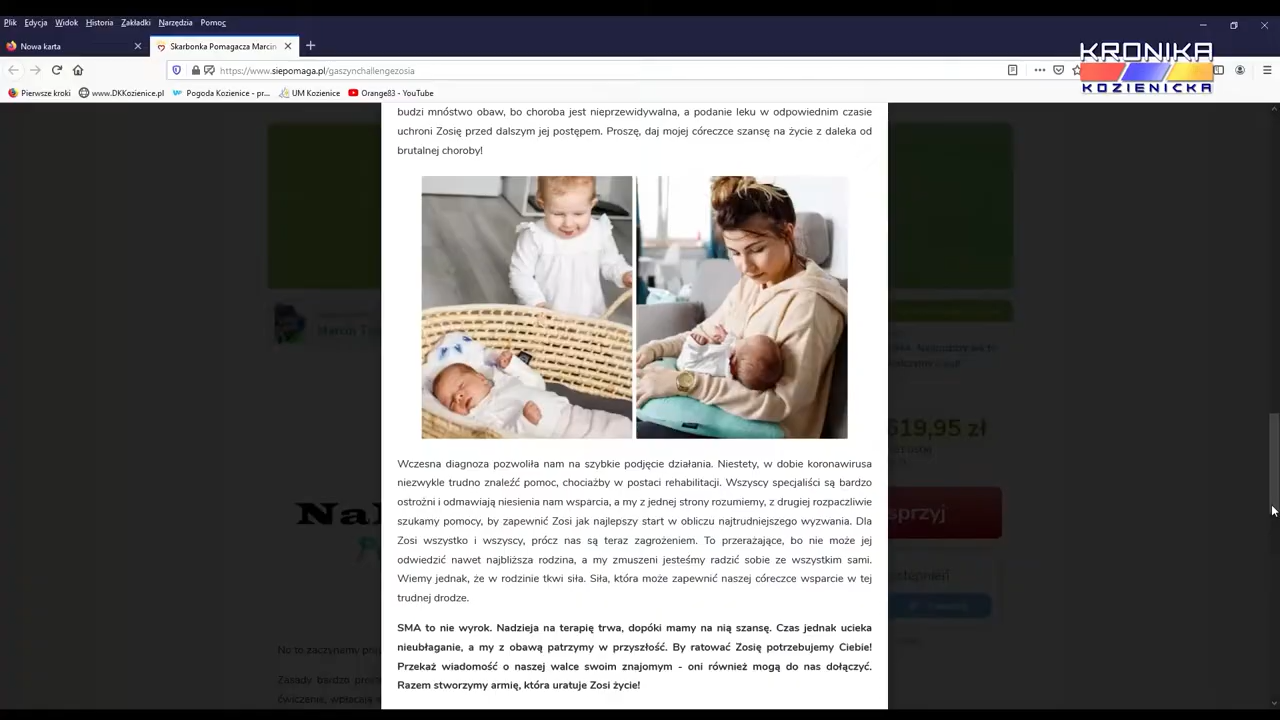 Plik Edycja Widok Historia Zakładki Narzędzia Pomoc
Nowa karta
Skarbonka Pomagacza Marcin
KRONIKA
KOZIENICKA
https://www.siepomaga.pl/gaszynchallengezosia
Pierwsze kroki www.DKKozienice.pl Pogoda Kozienice - pr... UM Kozienice Orange83 - YouTube
budzi mnóstwo obaw, bo choroba jest nieprzewidywalna, a podanie leku w odpowiednim czasie
uchroni Zosię przed dalszym jej postępem. Proszę, daj mojej córeczce szansę na życie z daleka od
brutalnej choroby!
Wczesna diagnoza pozwoliła nam na szybkie podjęcie działania. Niestety, w dobie koronawirusa
niezwykle trudno znaleźć pomoc, chociażby w postaci rehabilitacji. Wszyscy specjaliści są bardzo
ostrożni i odmawiają niesienia nam wsparcia, a my z jednej strony rozumiemy, z drugiej rozpaczliwie
szukamy pomocy, by zapewnić Zosi jak najlepszy start w obliczu najtrudniejszego wyzwania. Dla
Zosi wszystko i wszyscy, prócz nas są teraz zagrożeniem. To przerażające, bo nie może jej
odwiedzić nawet najbliższa rodzina, a my zmuszeni jesteśmy radzić sobie ze wszystkim sami.
Wiemy jednak, że w rodzinie tkwi siła. Siła, która może zapewnić naszej córeczce wsparcie w tej
trudnej drodze.
SMA to nie wyrok. Nadzieja na terapię trwa, dopóki mamy na nią szansę. Czas jednak ucieka
nieubłaganie, a my z obawą patrzymy w przyszłość. By ratować Zosię potrzebujemy Ciebie!
Przekaż wiadomość o naszej walce swoim znajomym - oni również mogą do nas dołączyć.
Razem stworzymy armię, która uratuje Zosi życie!
Marcin
619,95 zł
No to zaczynamy
Zasady bardzo